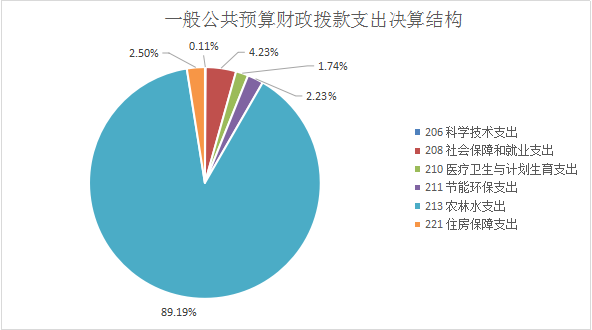 一般公共预算财政拨款支出决算结构
0.11%
4.23%
1.74%
2.23%
2.50%
89.19%
206 科学技术支出
208 社会保障和就业支出
210 医疗卫生与计划生育支出
211 节能环保支出
213 农林水支出
221 住房保障支出